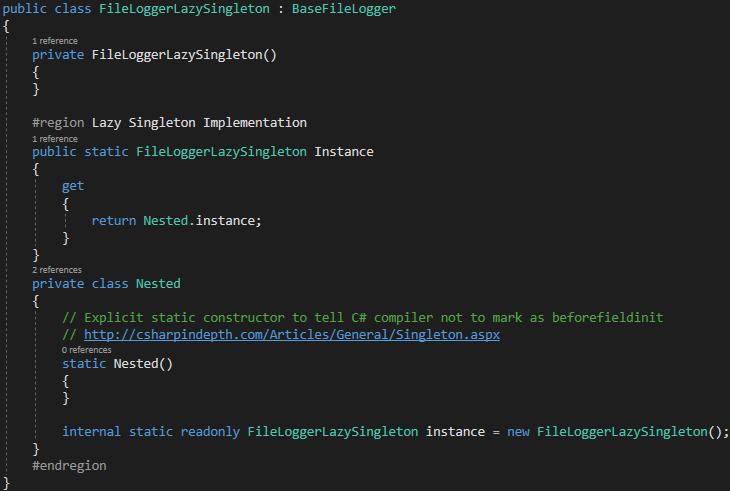 public class FileLoggerLazySingleton : BaseFileLogger
{
1 reference
private FileLoggerLazySingleton()
{
}
#region Lazy Singleton Implementation
1 reference
public static FileLoggerLazySingleton Instance
{
get
{
return Nested.instance;
}
}
2 references
private class Nested
{
// Explicit static constructor to tell C# compiler not to mark as beforefieldinit
// http://csharpindepth.com/Articles/General/Singleton.aspx
0 references
static Nested()
{
}
internal static readonly FileLoggerLazySingleton instance = new FileLoggerLazySingleton();
}
#endregion
}